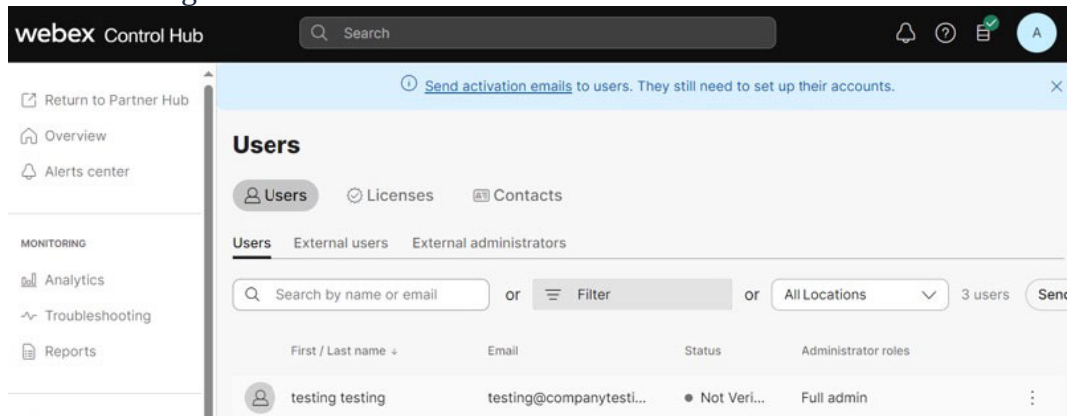 webex Control Hub
Search
A
Return to Partner Hub
Overview
Alerts center
MONITORING
Analytics
Troubleshooting
Reports
Send activation emails to users. They still need to set up their accounts.
Users
Users Licenses Contacts
Users External users External administrators
Search by name or email or Filter or All Locations 3 users Send
First / Last name Email Status Administrator roles
testing testing testing@companytesti... Not Veri... Full admin